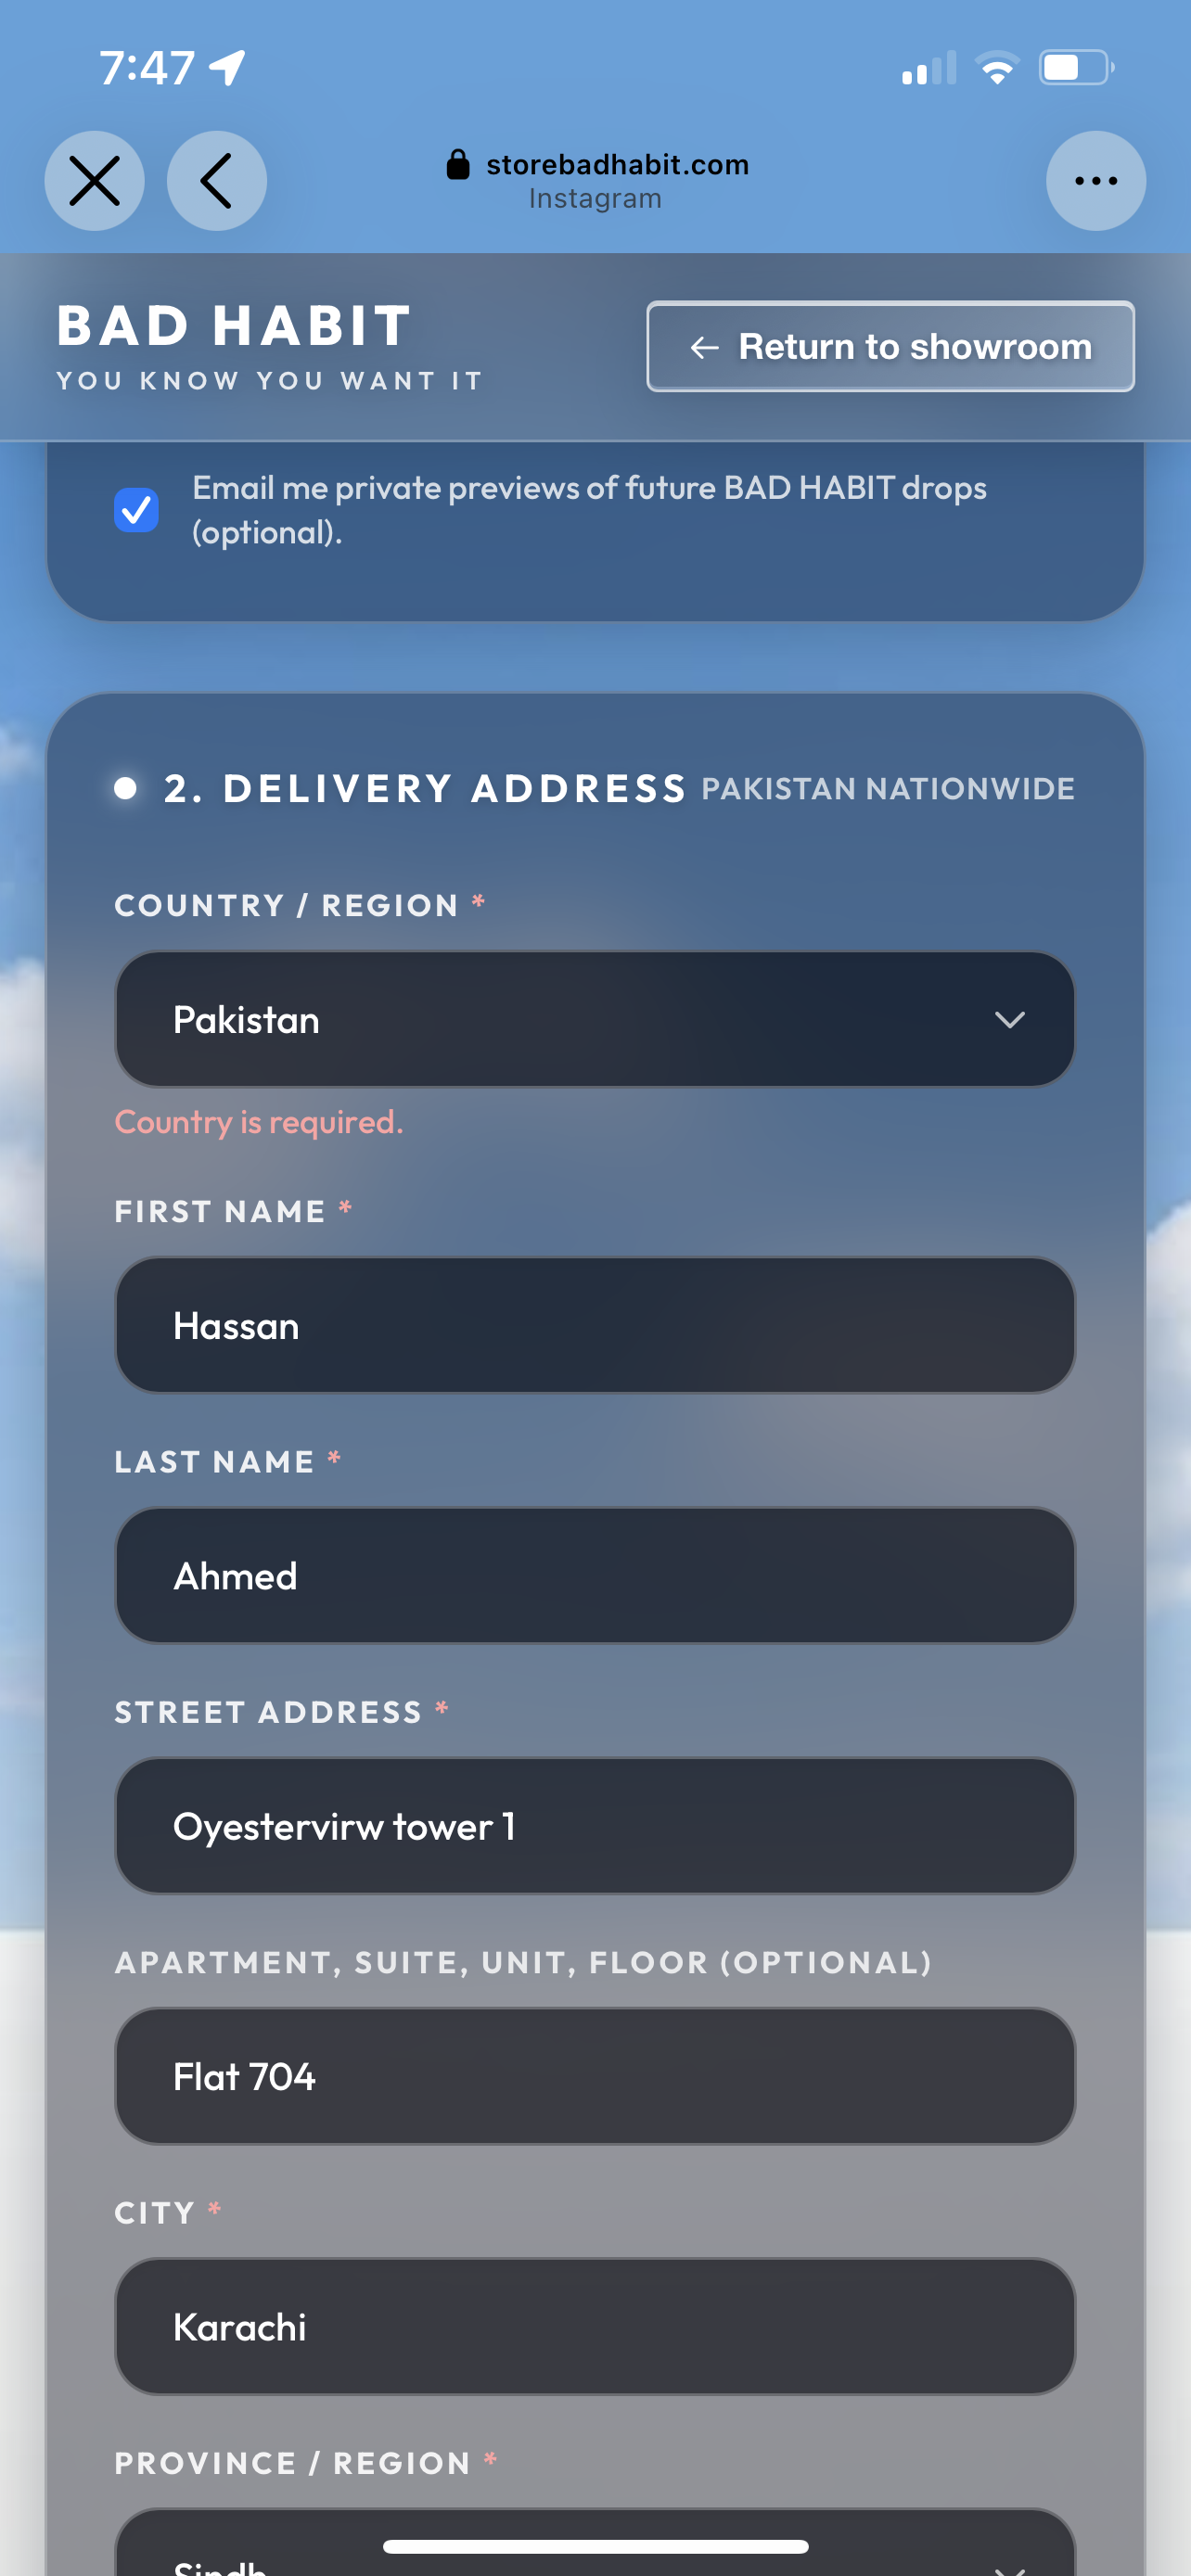 7:47
storebadhabit.com
Instagram
BAD HABIT
YOU KNOW YOU WANT IT
← Return to showroom
Email me private previews of future BAD HABIT drops
(optional).
2. DELIVERY ADDRESS PAKISTAN NATIONWIDE
COUNTRY / REGION *
Pakistan
Country is required.
FIRST NAME *
Hassan
LAST NAME *
Ahmed
STREET ADDRESS *
Oyestervirw tower 1
APARTMENT, SUITE, UNIT, FLOOR (OPTIONAL)
Flat 704
CITY *
Karachi
PROVINCE / REGION *
Sindh